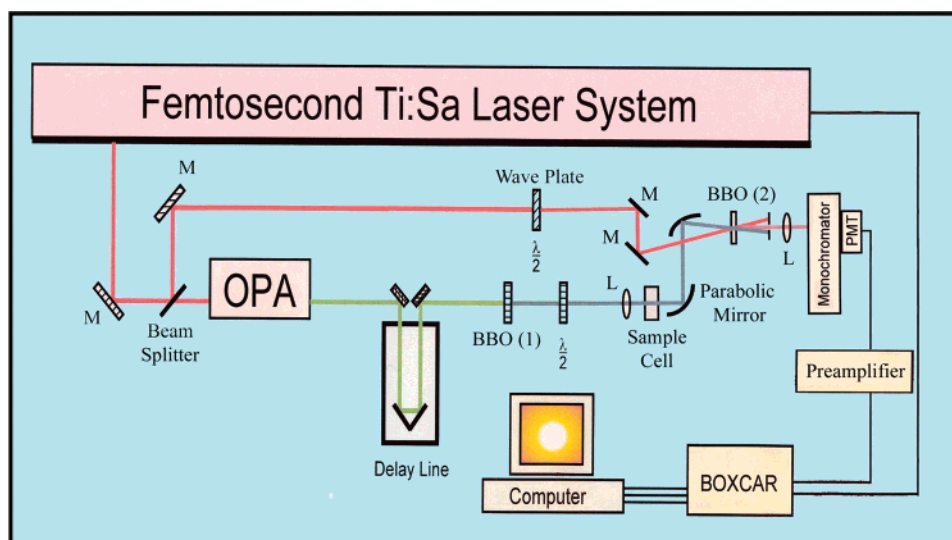 Femtosecond Ti:Sa Laser System
M
Wave Plate
λ
2
M
M
BBO (2)
L
Monochromator
PMT
M
Beam
Splitter
OPA
BBO (1)
λ
2
L
Sample
Cell
Parabolic
Mirror
Preamplifier
Delay Line
Computer
BOXCAR